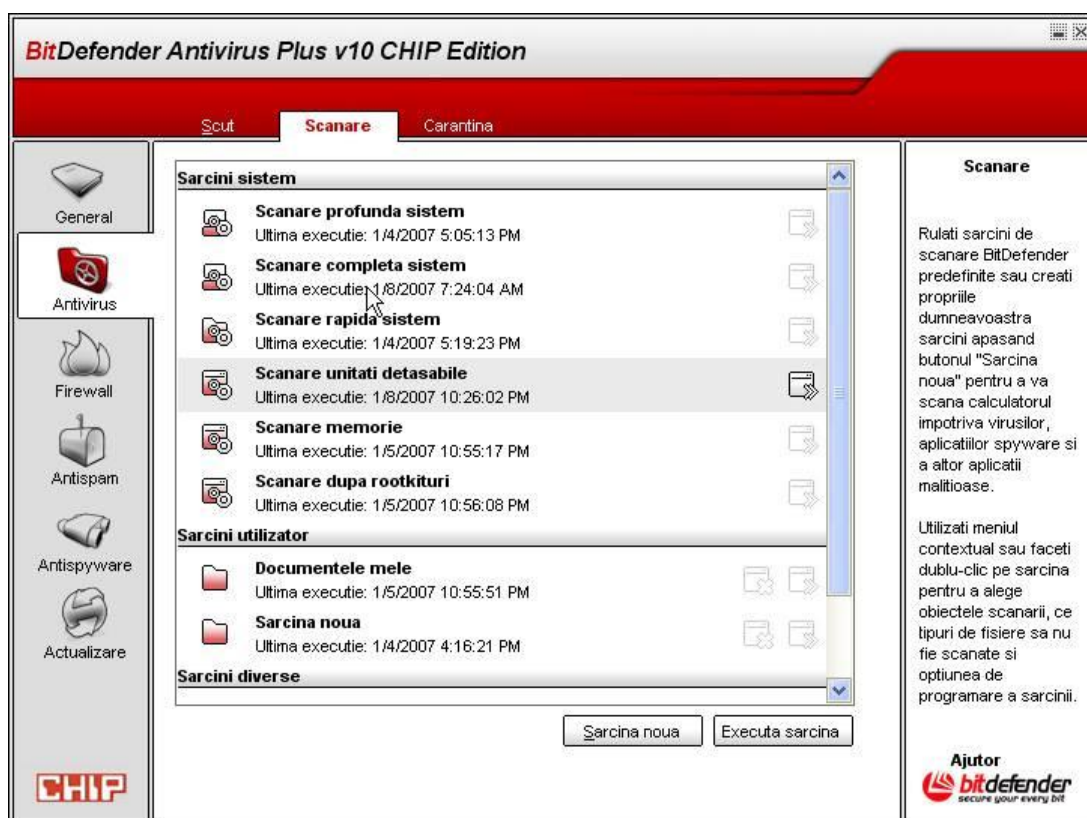 BitDefender Antivirus Plus v10 CHIP Edition
Scut
Scanare
Carantina
General
Antivirus
Firewall
Antispam
Antispyware
Actualizare
CHIP
Sarcini sistem
Scanare profunda sistem
Ultima executie: 1/4/2007 5:05:13 PM
Scanare completa sistem
Ultima executie: 1/8/2007 7:24:04 AM
Scanare rapida sistem
Ultima executie: 1/4/2007 5:19:23 PM
Scanare unitati detasabile
Ultima executie: 1/8/2007 10:26:02 PM
Scanare memorie
Ultima executie: 1/5/2007 10:55:17 PM
Scanare dupa rootkituri
Ultima executie: 1/5/2007 10:56:08 PM
Sarcini utilizator
Documentele mele
Ultima executie: 1/5/2007 10:55:51 PM
Sarcina noua
Ultima executie: 1/4/2007 4:16:21 PM
Sarcini diverse
Sarcina noua
Executa sarcina
Scanare
Rulati sarcini de
scanare BitDefender
predefinite sau creati
propriile
dumneavoastra
sarcini apasand
butonul "Sarcina
noua" pentru a va
scana calculatorul
impotriva virusilor,
aplicatiilor spyware si
a altor aplicatii
malitioase.
Utilizati meniul
contextual sau faceti
dublu-clic pe sarcina
pentru a alege
obiectele scanarii, ce
tipuri de fisiere sa nu
fie scanate si
optiunea de
programare a sarcinii.
Ajutor
bitdefender
secure your every bit